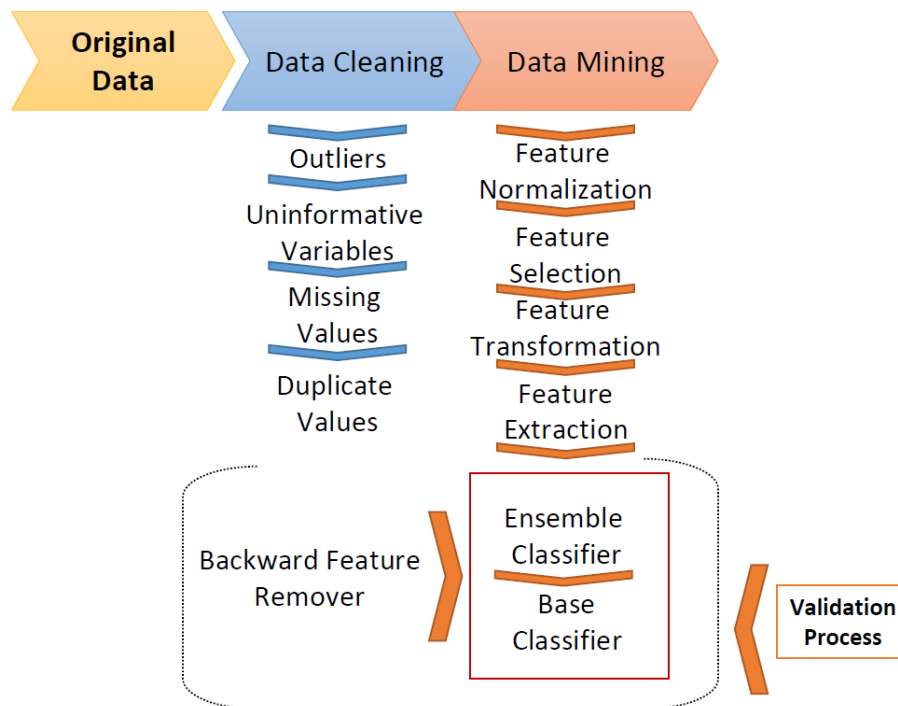 Original
Data
Data Cleaning
Data Mining
Outliers
Uninformative
Variables
Missing
Values
Duplicate
Values
Feature
Normalization
Feature
Selection
Feature
Transformation
Feature
Extraction
Backward Feature
Remover
Ensemble
Classifier
Base
Classifier
Validation
Process